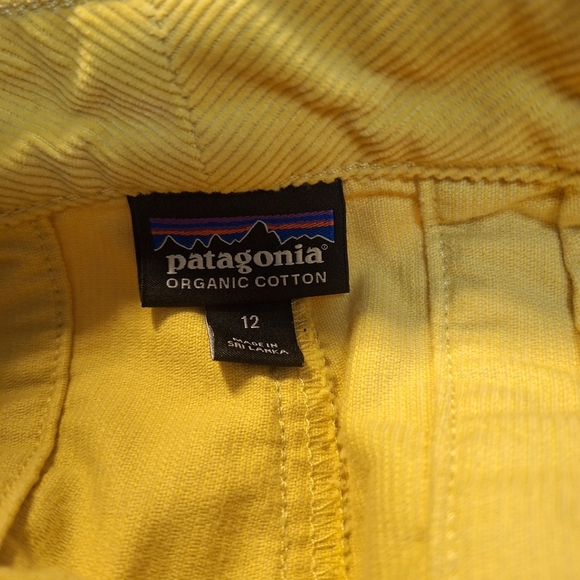 patagonia®
ORGANIC COTTON
12
MADE IN
SRI LANKA